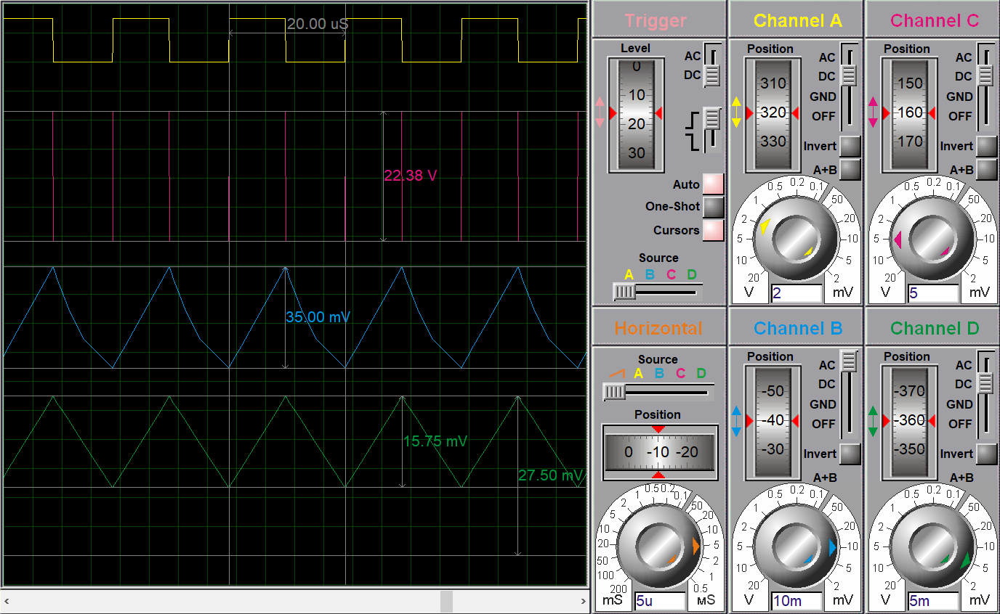 20.00 uS
22.38 V
35.00 mV
15.75 mV
27.50 mV
Trigger
Level
0
10
20
30
AC
DC
Auto
One-Shot
Cursors
Source
A B C D
Channel A
Position
310
320
330
AC
DC
GND
OFF
Invert
A+B
0.5 0.2 0.1
1 50
2 20
5 10
10 5
20 2
V mV
2
Channel C
Position
150
160
170
AC
DC
GND
OFF
Invert
A+B
0.5 0.2 0.1
1 50
2 20
5 10
10 5
20 2
V mV
5
Horizontal
Source
A B C D
Position
0 -10 -20
1 0.5 0.2 0.1
2 50
5 20
10 10
20 5
50 2
100 1
200 0.5
mS мS
5u
Channel B
Position
-50
-40
-30
AC
DC
GND
OFF
Invert
A+B
0.5 0.2 0.1
1 50
2 20
5 10
10 5
20 2
V mV
10m
Channel D
Position
-370
-360
-350
AC
DC
GND
OFF
Invert
A+B
0.5 0.2 0.1
1 50
2 20
5 10
10 5
20 2
V mV
5m